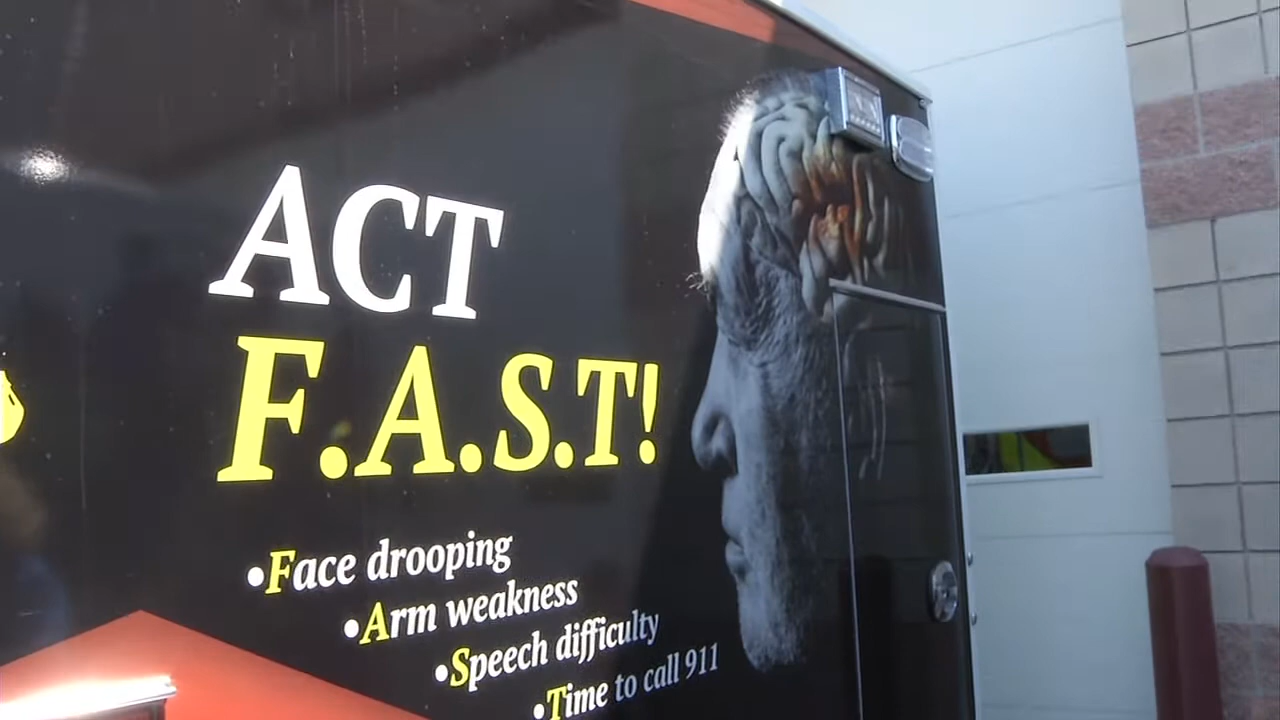 ACT
F.A.S.T!
•Face drooping
•Arm weakness
•Speech difficulty
•Time to call 911